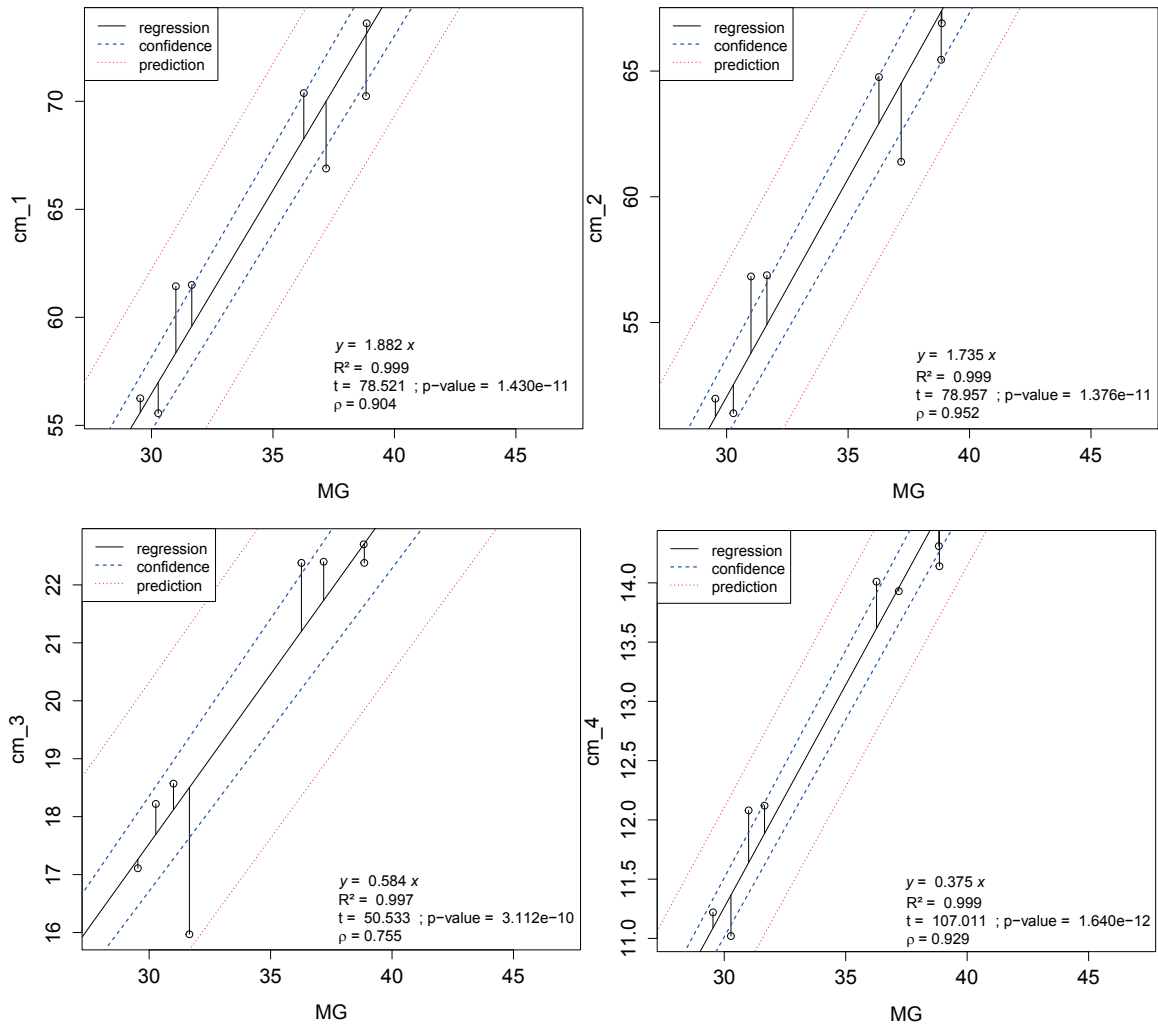 regression
confidence
prediction
70
65
60
55
cm_1
y = 1.882 x
R² = 0.999
t = 78.521 ; p−value = 1.430e−11
ρ = 0.904
30
35
40
45
MG
regression
confidence
prediction
65
60
55
cm_2
y = 1.735 x
R² = 0.999
t = 78.957 ; p−value = 1.376e−11
ρ = 0.952
30
35
40
45
MG
regression
confidence
prediction
22
21
20
19
18
17
16
cm_3
y = 0.584 x
R² = 0.997
t = 50.533 ; p−value = 3.112e−10
ρ = 0.755
30
35
40
45
MG
regression
confidence
prediction
14.0
13.5
13.0
12.5
12.0
11.5
11.0
cm_4
y = 0.375 x
R² = 0.999
t = 107.011 ; p−value = 1.640e−12
ρ = 0.929
30
35
40
45
MG